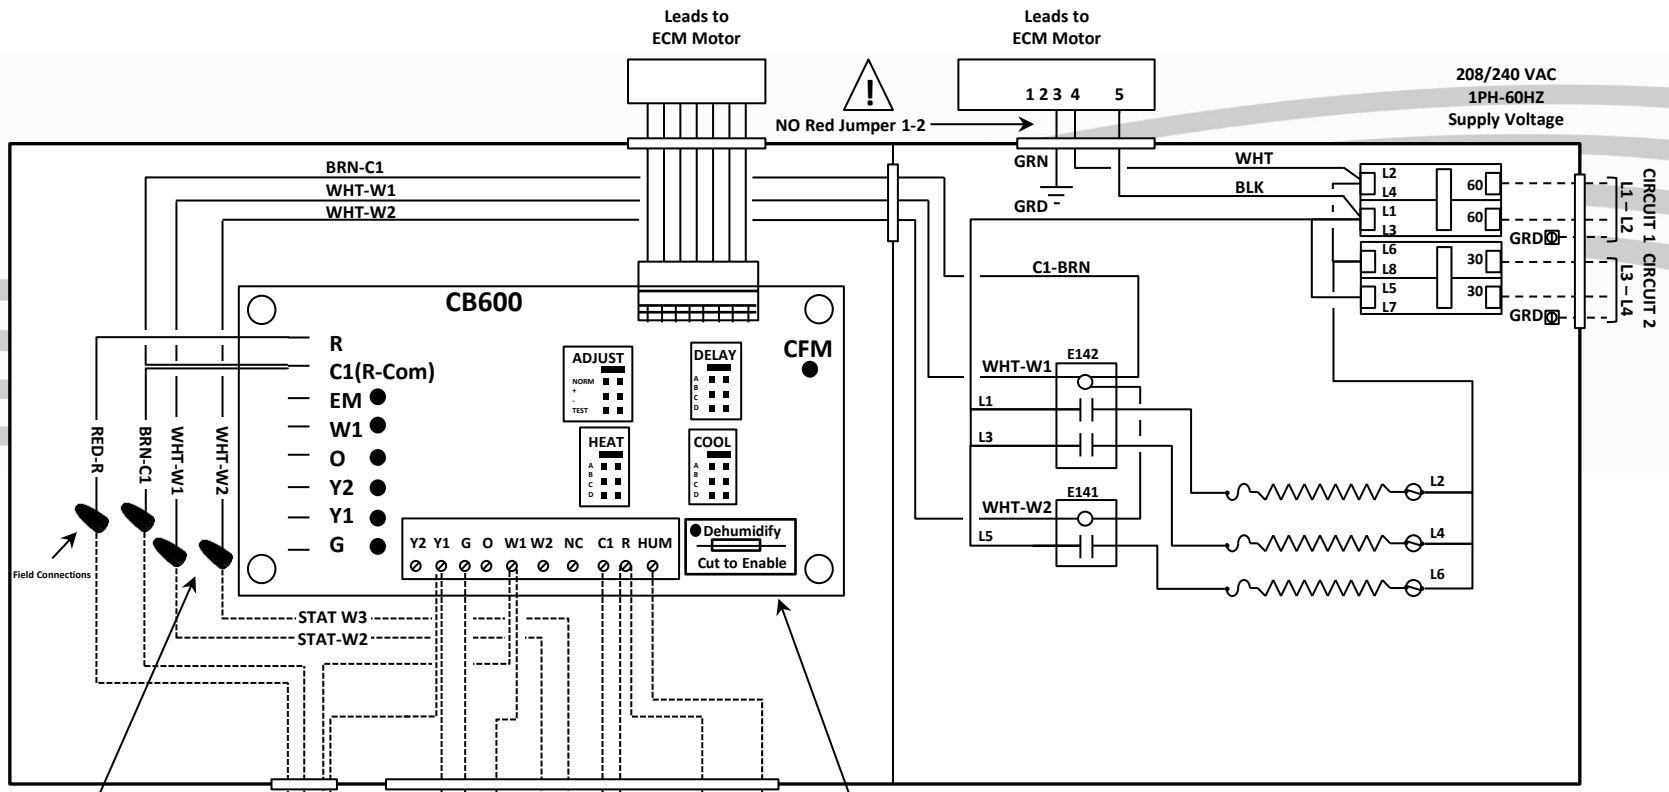 Leads to
ECM Motor
Leads to
ECM Motor
!
NO Red Jumper 1-2
1 2 3 4 5
208/240 VAC
1PH-60HZ
Supply Voltage
BRN-C1
WHT-W1
WHT-W2
GRN
GRD
WHT
BLK
L2
L4
60
L1
L3
60
GRD
L6
L8
30
L5
L7
30
GRD
CIRCUIT 1
L1 – L2
CIRCUIT 2
L3 – L4
C1-BRN
CB600
R
C1(R-Com)
EM
W1
O
Y2
Y1
G
ADJUST
NORM
+
-
TEST
DELAY
A
B
C
D
CFM
HEAT
A
B
C
D
COOL
A
B
C
D
Y2 Y1 G O W1 W2 NC C1 R HUM
Dehumidify
Cut to Enable
RED-R
BRN-C1
WHT-W1
WHT-W2
Field Connections
STAT W3
STAT-W2
WHT-W1
E142
L1
L3
WHT-W2
E141
L5
L2
L4
L6